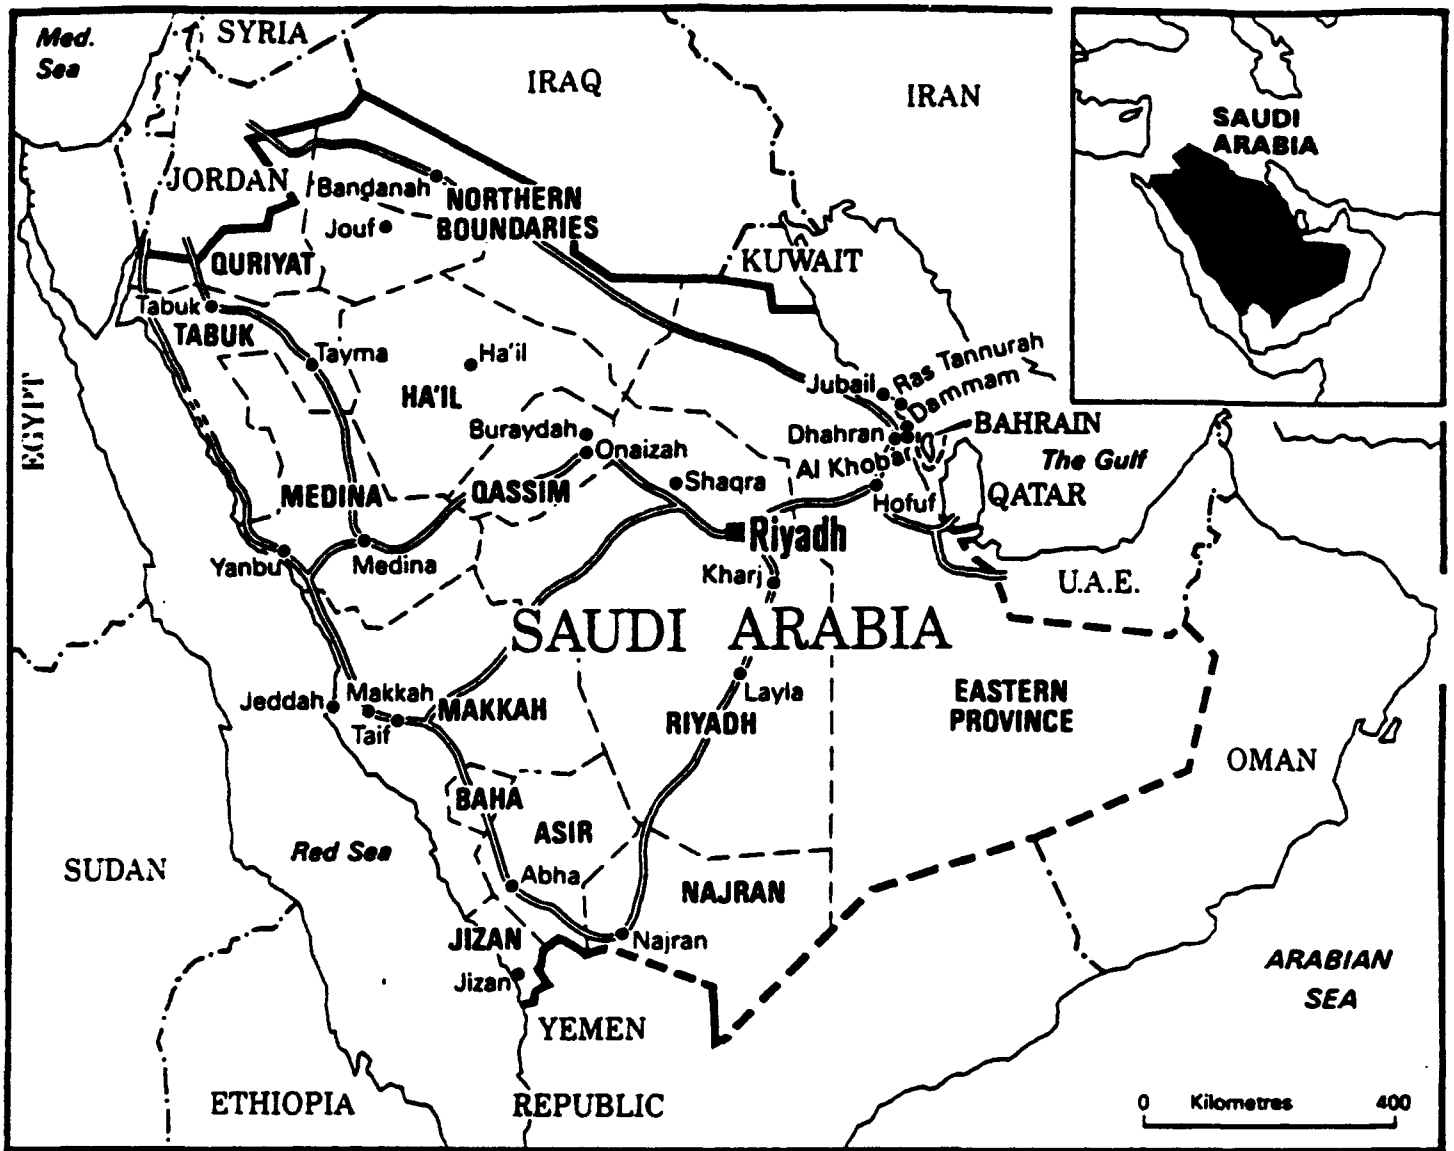 Med.
Sea
SYRIA
IRAQ
IRAN
SAUDI
ARABIA
JORDAN
Bandanah
NORTHERN
BOUNDARIES
Jouf
QURIYAT
KUWAIT
Tabuk
TABUK
Tayma
Ha'il
HA'IL
Jubail
Ras Tannurah
Dammam
EGYPT
Buraydah
Onaizah
Dhahran
BAHRAIN
Al Khobar
The Gulf
Shaqra
MEDINA
QASSIM
Hofuf
QATAR
Riyadh
Yanbu
Medina
Kharj
U.A.E.
SAUDI ARABIA
Jeddah
Makkah
MAKKAH
Taif
Layla
RIYADH
EASTERN
PROVINCE
OMAN
BAHA
ASIR
Red Sea
SUDAN
Abha
NAJRAN
JIZAN
Najran
Jizan
ARABIAN
SEA
YEMEN
REPUBLIC
ETHIOPIA
0 Kilometres 400